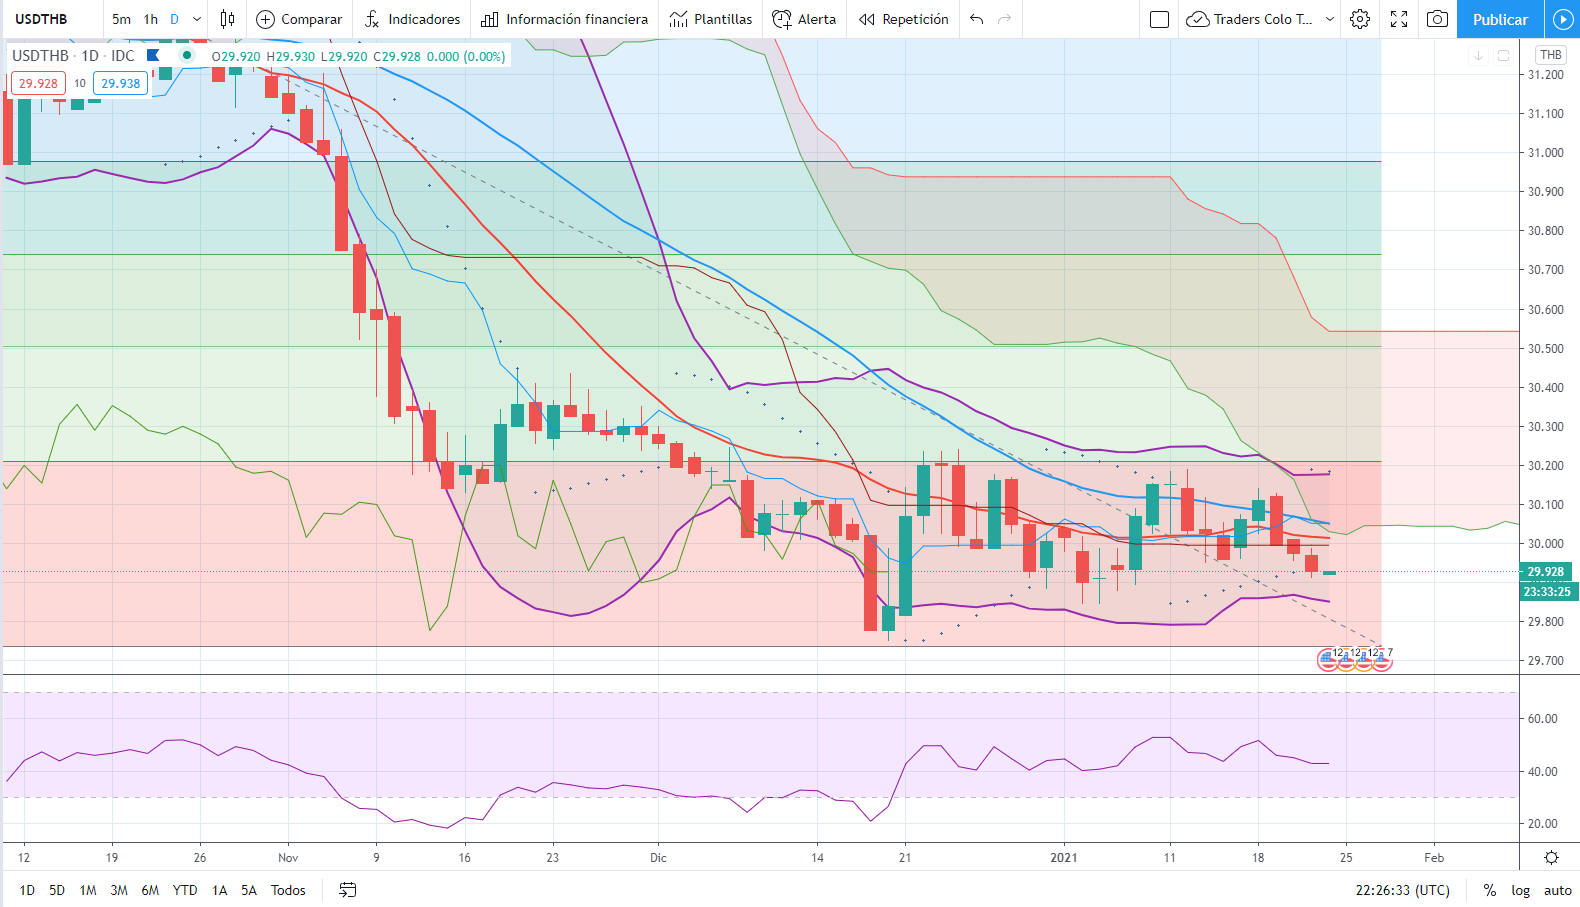 USDTHB 5m 1h D Comparar Indicadores Información financiera Plantillas Alerta Repetición Traders Colo T... Publicar
USDTHB · 1D · IDC O29.920 H29.930 L29.920 C29.928 0.000 (0.00%)
29.928 10 29.938
THB
31.200
31.100
31.000
30.900
30.800
30.700
30.600
30.500
30.400
30.300
30.200
30.100
30.000
29.928
23:33:25
29.800
29.700
12 12 12 7
60.00
40.00
20.00
12 19 26 Nov 9 16 23 Dic 14 21 2021 11 18 25 Feb
1D 5D 1M 3M 6M YTD 1A 5A Todos 22:26:33 (UTC) % log auto